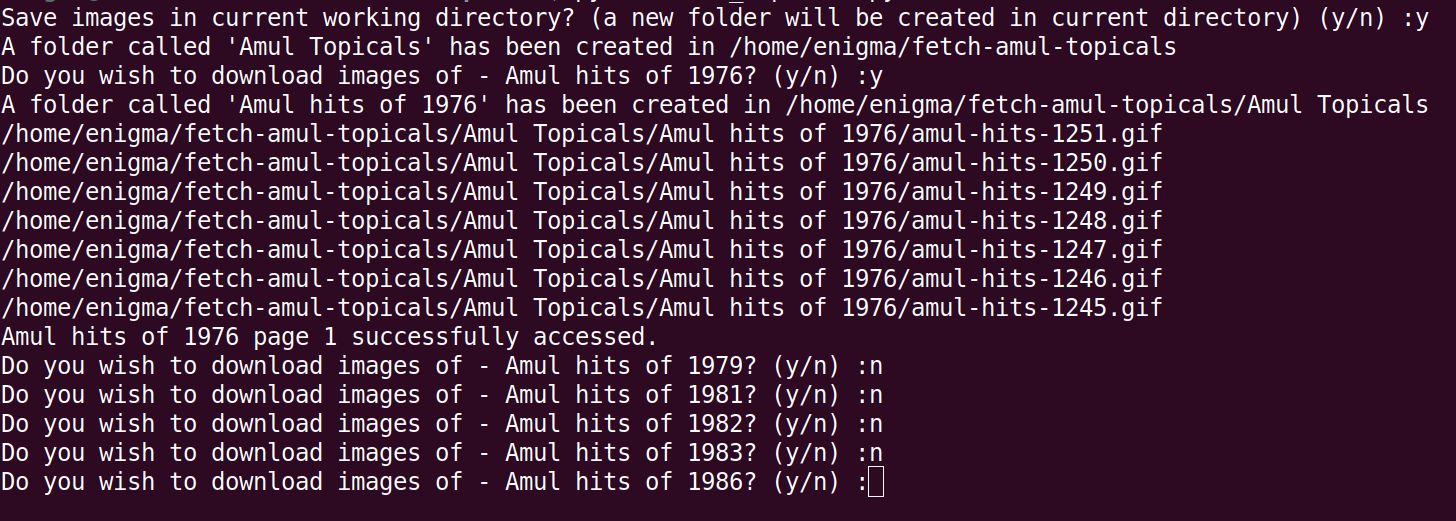 Save images in current working directory? (a new folder will be created in current directory) (y/n) :y
A folder called 'Amul Topicals' has been created in /home/enigma/fetch-amul-topicals
Do you wish to download images of - Amul hits of 1976? (y/n) :y
A folder called 'Amul hits of 1976' has been created in /home/enigma/fetch-amul-topicals/Amul Topicals
/home/enigma/fetch-amul-topicals/Amul Topicals/Amul hits of 1976/amul-hits-1251.gif
/home/enigma/fetch-amul-topicals/Amul Topicals/Amul hits of 1976/amul-hits-1250.gif
/home/enigma/fetch-amul-topicals/Amul Topicals/Amul hits of 1976/amul-hits-1249.gif
/home/enigma/fetch-amul-topicals/Amul Topicals/Amul hits of 1976/amul-hits-1248.gif
/home/enigma/fetch-amul-topicals/Amul Topicals/Amul hits of 1976/amul-hits-1247.gif
/home/enigma/fetch-amul-topicals/Amul Topicals/Amul hits of 1976/amul-hits-1246.gif
/home/enigma/fetch-amul-topicals/Amul Topicals/Amul hits of 1976/amul-hits-1245.gif
Amul hits of 1976 page 1 successfully accessed.
Do you wish to download images of - Amul hits of 1979? (y/n) :n
Do you wish to download images of - Amul hits of 1981? (y/n) :n
Do you wish to download images of - Amul hits of 1982? (y/n) :n
Do you wish to download images of - Amul hits of 1983? (y/n) :n
Do you wish to download images of - Amul hits of 1986? (y/n) :